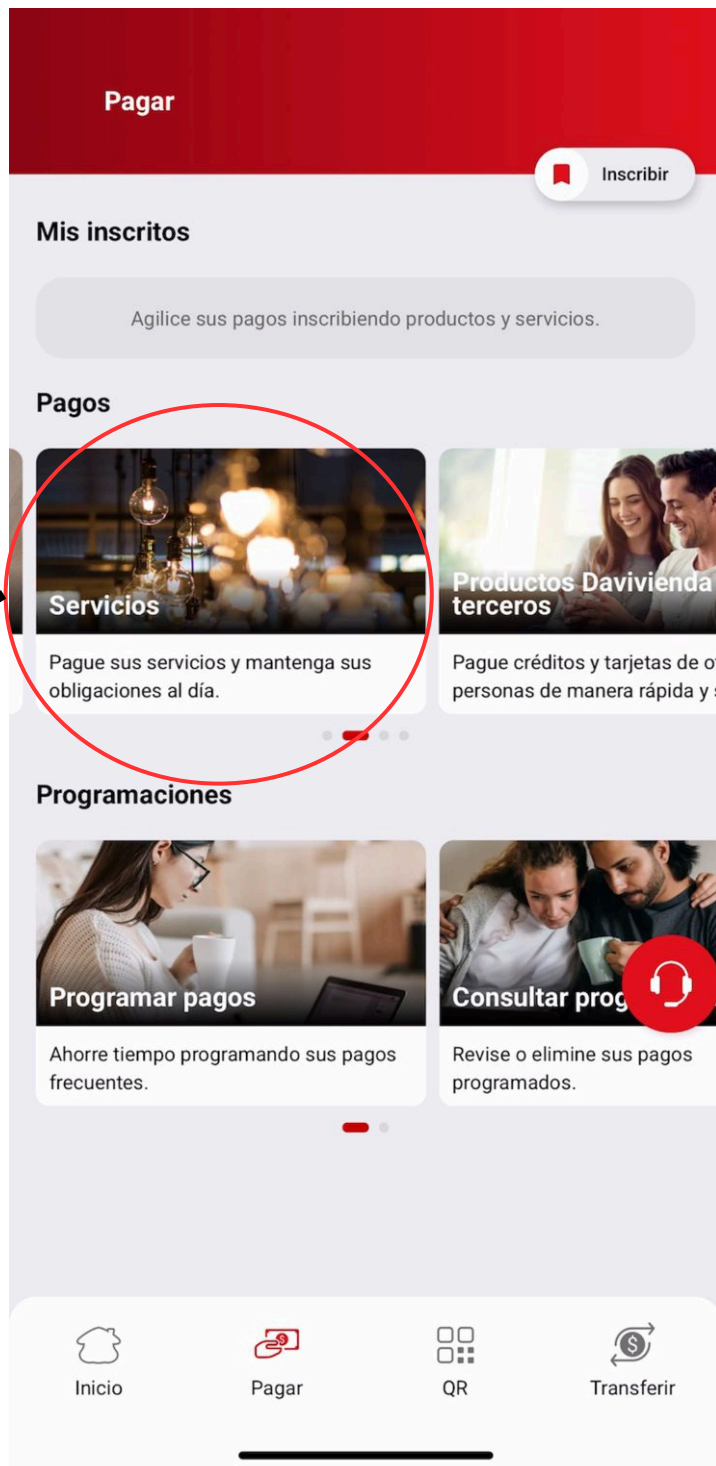 Pagar
Inscribir
Mis inscritos
Agilice sus pagos inscribiendo productos y servicios.
Pagos
Servicios
Pague sus servicios y mantenga sus
obligaciones al día.
Productos Davivienda
terceros
Pague créditos y tarjetas de
personas de manera rápida y
Programaciones
Programar pagos
Ahorre tiempo programando sus pagos
frecuentes.
Consultar
Revise o elimine sus pagos
programados.
Inicio
Pagar
QR
Transferir